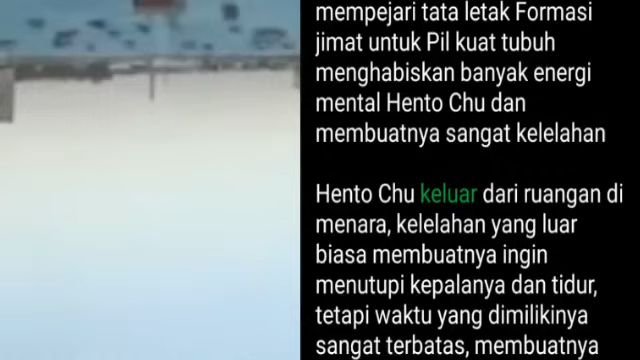 mempejari tata letak Formasi
jimat untuk Pil kuat tubuh
menghabiskan banyak energi
mental Hento Chu dan
membuatnya sangat kelelahan
Hento Chu keluar dari ruangan di
menara, kelelahan yang luar
biasa membuatnya ingin
menutupi kepalanya dan tidur,
tetapi waktu yang dimilikinya
sangat terbatas, membuatnya